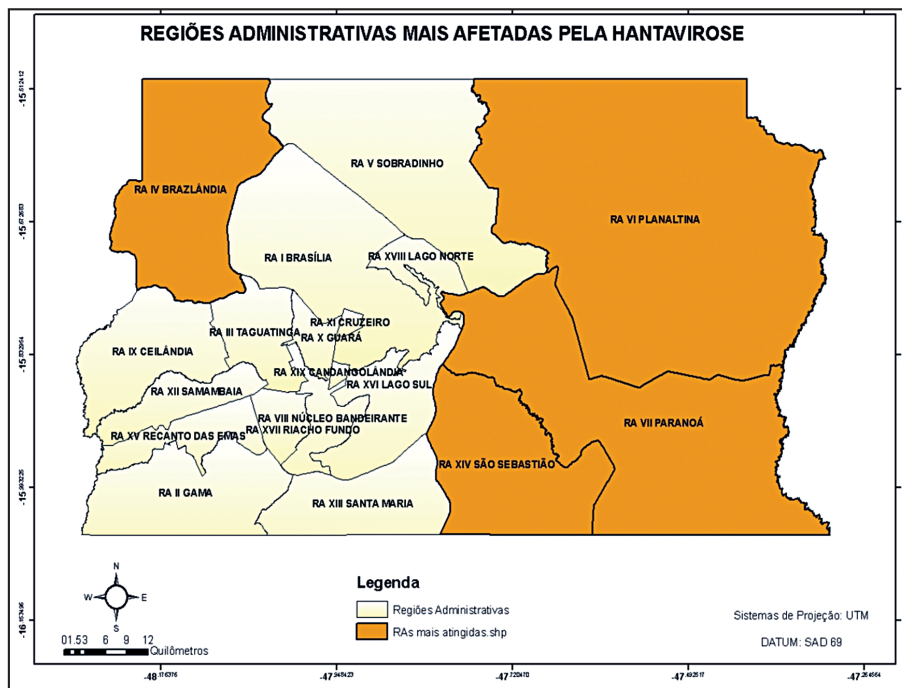 REGIÕES ADMINISTRATIVAS MAIS AFETADAS PELA HANTAVIROSE
RA V SOBRADINHO
RA IV BRAZLÂNDIA
RA VI PLANALTINA
RA I BRASÍLIA
RA XVIII LAGO NORTE
RA XI CRUZEIRO
RA III TAGUATINGA
RA X GUARÁ
RA IX CEILÂNDIA
RA XIX CANDANGOLÂNDIA
RA XVI LAGO SUL
RA XII SAMAMBAIA
RA VIII NÚCLEO BANDEIRANTE
RA VII PARANOÁ
RA XVII RIACHO FUNDO
RA XV RECANTO DAS EMAS
RA XIV SÃO SEBASTIÃO
RA II GAMA
RA XIII SANTA MARIA
N
W E
S
Legenda
Regiões Administrativas
RAs mais atingidas.shp
Sistemas de Projeção: UTM
DATUM: SAD 69
01.53 6 9 12
Quilômetros